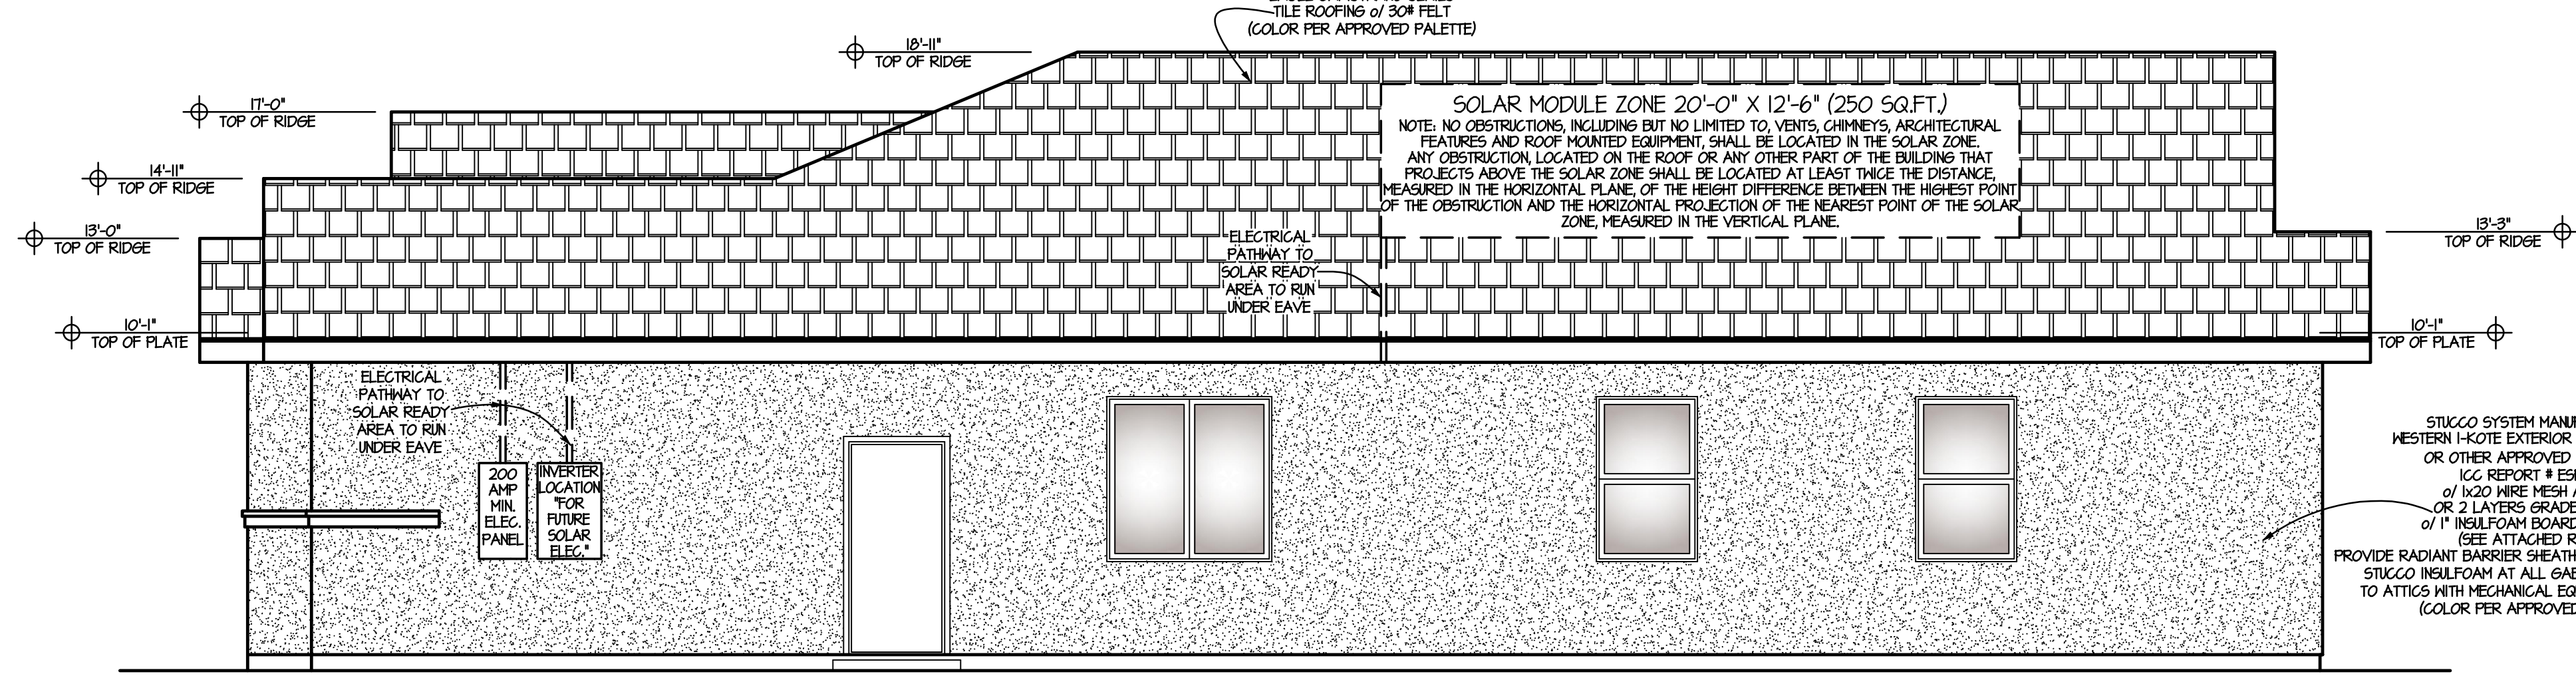 TILE ROOFING o/ 30# FELT
(COLOR PER APPROVED PALETTE)
18'-11"
TOP OF RIDGE
17'-0"
TOP OF RIDGE
14'-11"
TOP OF RIDGE
13'-0"
TOP OF RIDGE
10'-1"
TOP OF PLATE
SOLAR MODULE ZONE 20'-0" X 12'-6" (250 SQ.FT.)
NOTE: NO OBSTRUCTIONS, INCLUDING BUT NO LIMITED TO, VENTS, CHIMNEYS, ARCHITECTURAL
FEATURES AND ROOF MOUNTED EQUIPMENT, SHALL BE LOCATED IN THE SOLAR ZONE.
ANY OBSTRUCTION, LOCATED ON THE ROOF OR ANY OTHER PART OF THE BUILDING THAT
PROJECTS ABOVE THE SOLAR ZONE SHALL BE LOCATED AT LEAST TWICE THE DISTANCE,
MEASURED IN THE HORIZONTAL PLANE, OF THE HEIGHT DIFFERENCE BETWEEN THE HIGHEST POINT
OF THE OBSTRUCTION AND THE HORIZONTAL PROJECTION OF THE NEAREST POINT OF THE SOLAR
ZONE, MEASURED IN THE VERTICAL PLANE.
ELECTRICAL
PATHWAY TO
SOLAR READY
AREA TO RUN
UNDER EAVE
13'-3"
TOP OF RIDGE
10'-1"
TOP OF PLATE
ELECTRICAL
PATHWAY TO
SOLAR READY
AREA TO RUN
UNDER EAVE
200
AMP
MIN.
ELEC.
PANEL
INVERTER
LOCATION
"FOR
FUTURE
SOLAR
ELEC."
STUCCO SYSTEM
WESTERN 1-KOTE EXTERIOR
OR OTHER APPROVED
ICC REPORT #
o/ 1x20 WIRE MESH
OR 2 LAYERS GRADE
o/ 1" INSULFOAM BOARD
(SEE ATTACHED
PROVIDE RADIANT BARRIER
STUCCO INSULFOAM AT ALL
TO ATTICS WITH MECHANICAL
(COLOR PER APPROVED